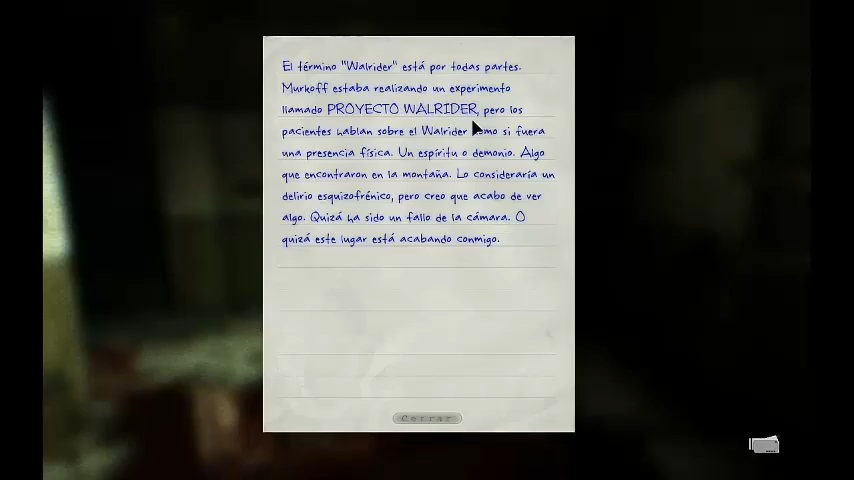 El término "Walrider" está por todas partes.
Murkoff estaba realizando un experimento
llamado PROYECTO WALRIDER, pero los
pacientes hablan sobre el Walrider como si fuera
una presencia física. Un espíritu o demonio. Algo
que encontraron en la montaña. Lo consideraría un
delirio esquizofrénico, pero creo que acabo de ver
algo. Quizá ha sido un fallo de la cámara. O
quizá este lugar está acabando conmigo.
Cerrar